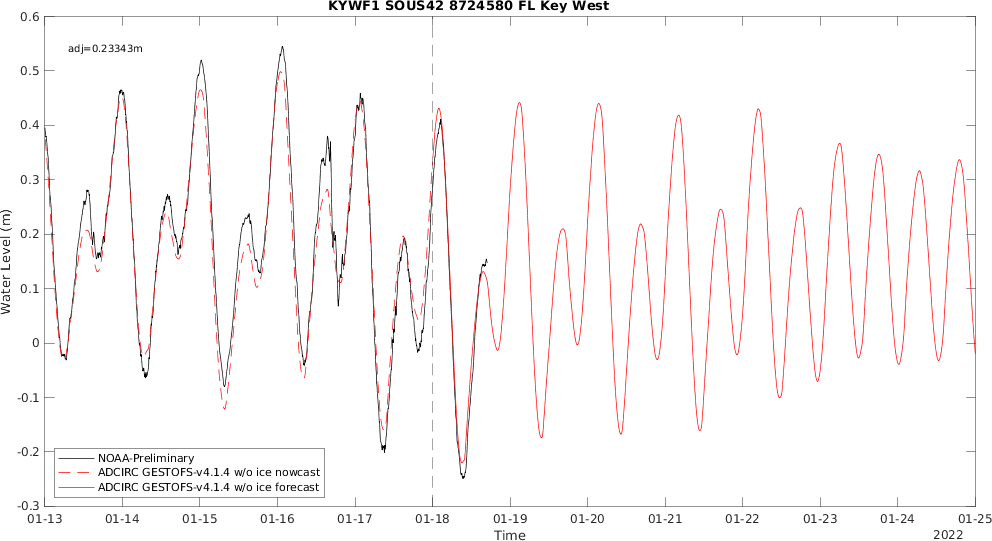 KYWF1 SOUS42 8724580 FL Key West
adj=0.23343m
0.6
0.5
0.4
0.3
0.2
0.1
0
-0.1
-0.2
-0.3
Water Level (m)
NOAA-Preliminary
ADCIRC GESTOFS-v4.1.4 w/o ice nowcast
ADCIRC GESTOFS-v4.1.4 w/o ice forecast
01-13 01-14 01-15 01-16 01-17 01-18 01-19 01-20 01-21 01-22 01-23 01-24 01-25
Time
2022